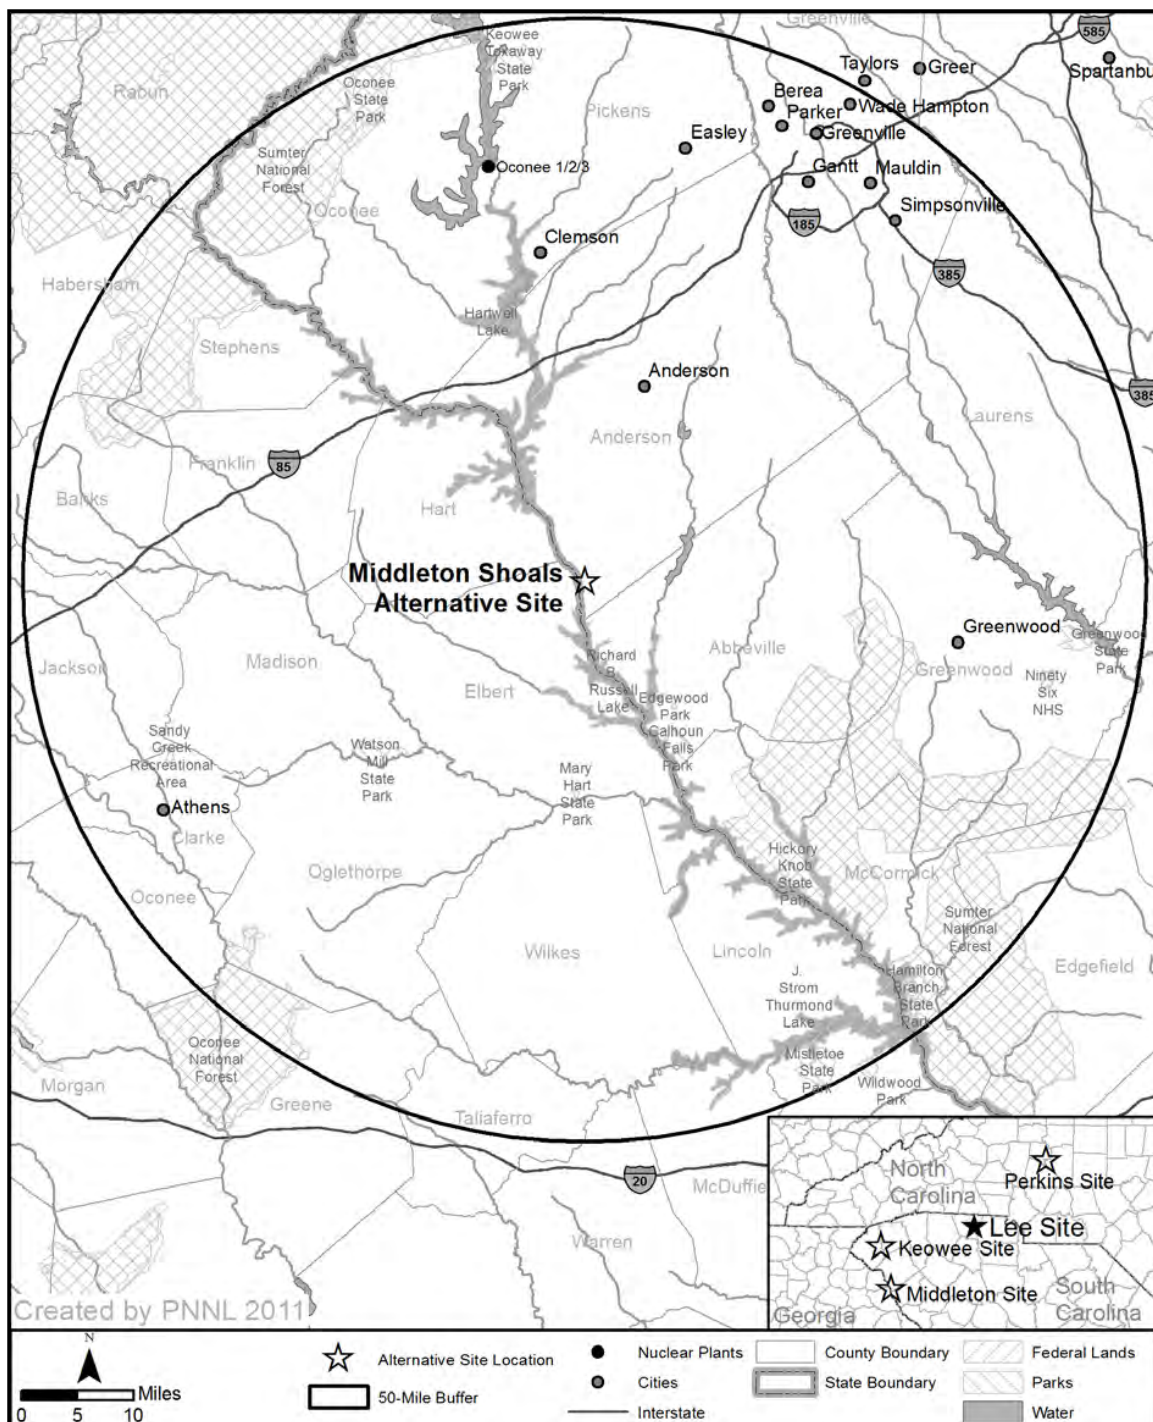 Greenville
585
Keowee
Toxaway
State
Park
Taylors
Greer
Spartanbu
Rabun
Oconee
State
Park
Pickens
Berea
Wade Hampton
Parker
Easley
Greenville
Sumter
National
Forest
Oconee 1/2/3
Gantt
Mauldin
Oconee
Simpsonville
185
Clemson
385
Habersham
Hartwell
Lake
Stephens
Anderson
385
Laurens
Anderson
Franklin
85
Banks
Hart
Middleton Shoals
Alternative Site
Greenwood
Greenwood
State
Park
Jackson
Madison
Richard
B.
Russell
Lake
Abbeville
Greenwood
Elbert
Edgewood
Park
Ninety
Six
NHS
Sandy
Creek
Recreational
Area
Watson
Mill
State
Park
Calhoun
Falls
Park
Mary
Hart
State
Park
Athens
Clarke
Hickory
Knob
State
Park
Oglethorpe
McCormick
Oconee
Sumter
National
Forest
Wilkes
Lincoln
Edgefield
J.
Strom
Thurmond
Lake
Hamilton
Branch
State
Park
Oconee
National
Forest
Mistletoe
State
Park
Morgan
Wildwood
Park
Greene
Taliaferro
20
McDuffie
Warren
North
Carolina
Perkins Site
Lee Site
Keowee Site
Middleton Site
South
Carolina
Georgia
Created by PNNL 2011
N
Miles
0 5 10
Alternative Site Location
50-Mile Buffer
Nuclear Plants
Cities
Interstate
County Boundary
State Boundary
Federal Lands
Parks
Water